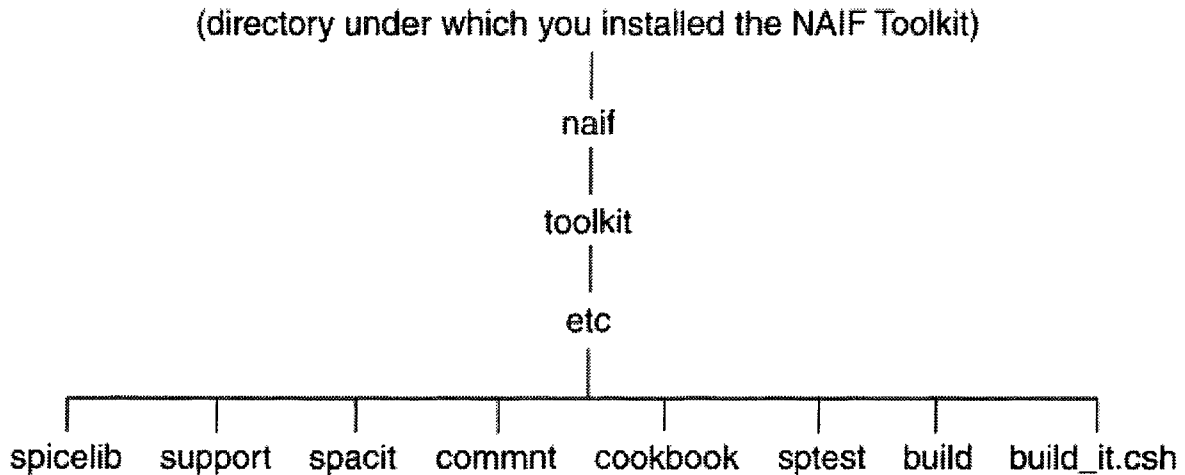 (directory under which you installed the NAIF Toolkit)
naif
toolkit
etc
spicelib support spacit commnt cookbook sptest build build_it.csh